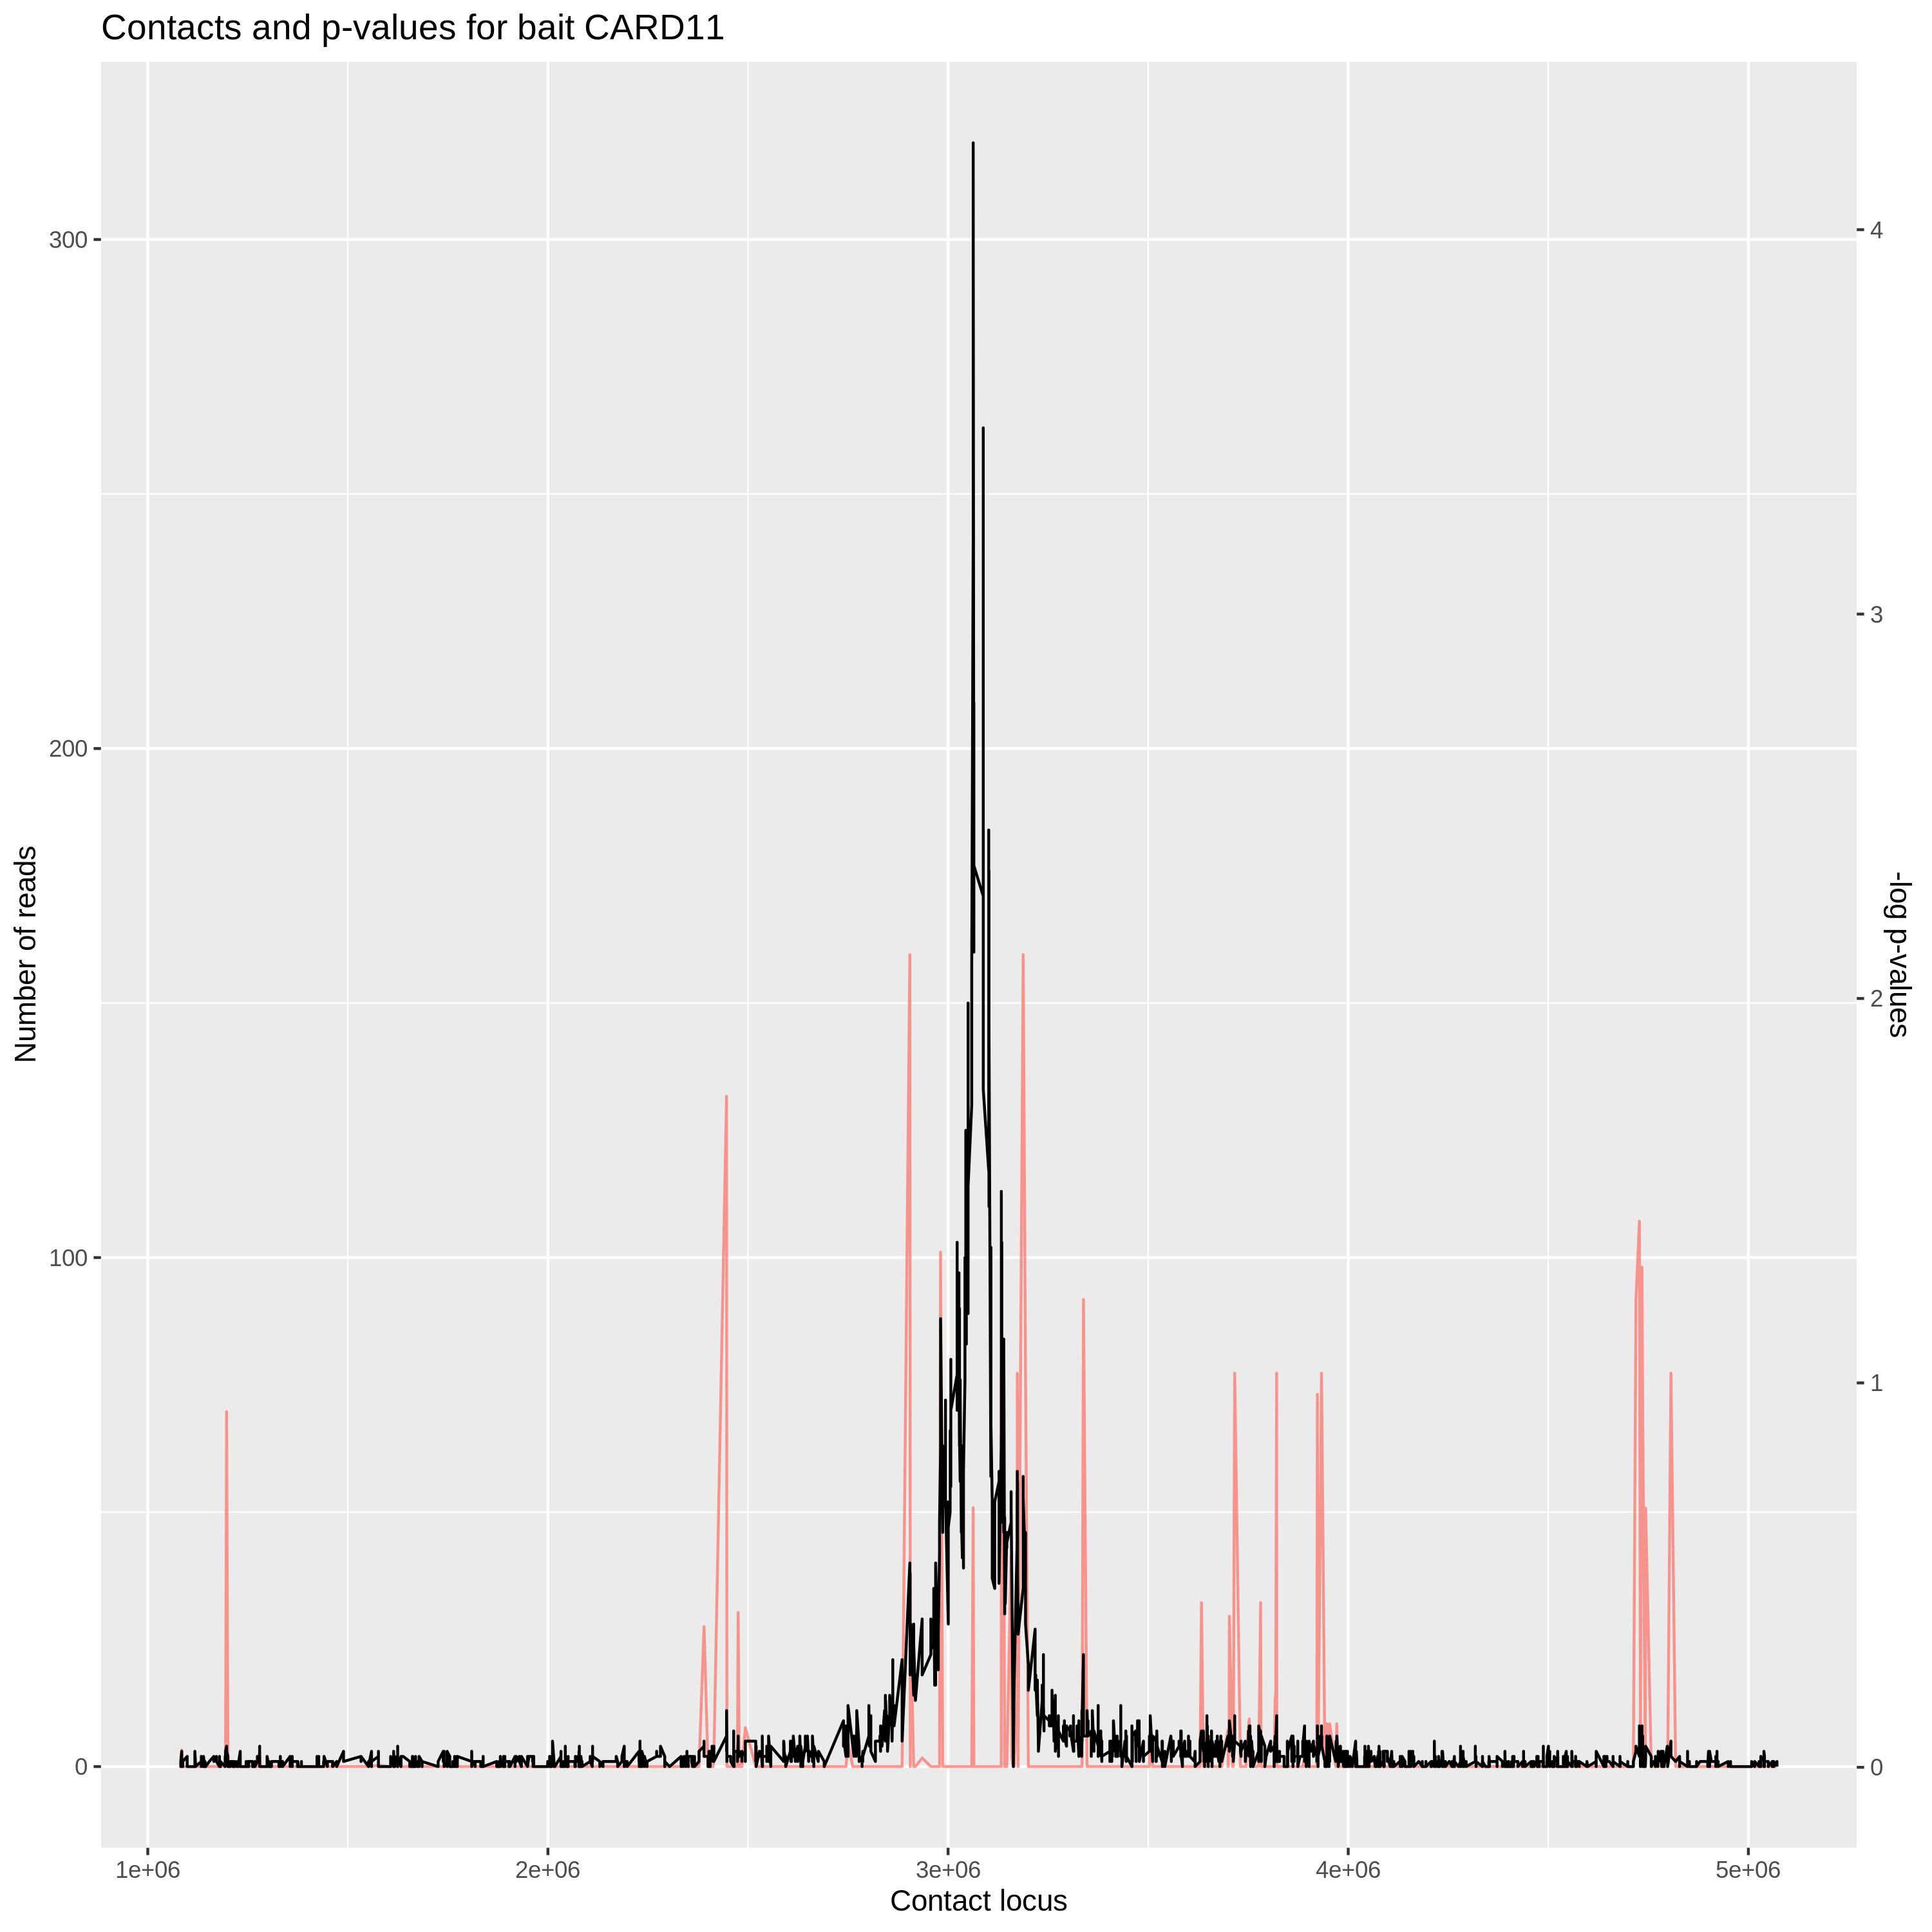 Contacts and p-values for bait CARD11
300
200
100
0
Number of reads
4
3
2
1
0
-log p-values
1e+06
2e+06
3e+06
4e+06
5e+06
Contact locus